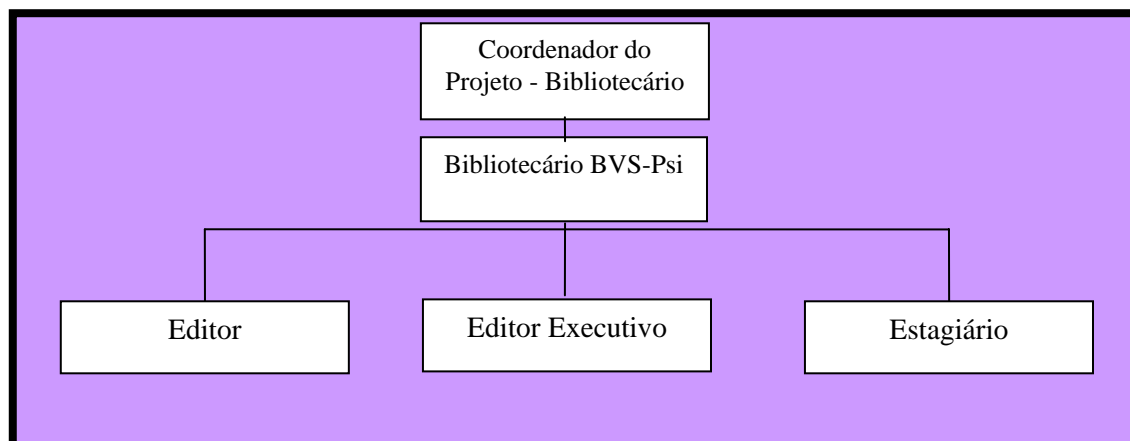 Coordenador do
Projeto - Bibliotecário
Bibliotecário BVS-Psi
Editor
Editor Executivo
Estagiário